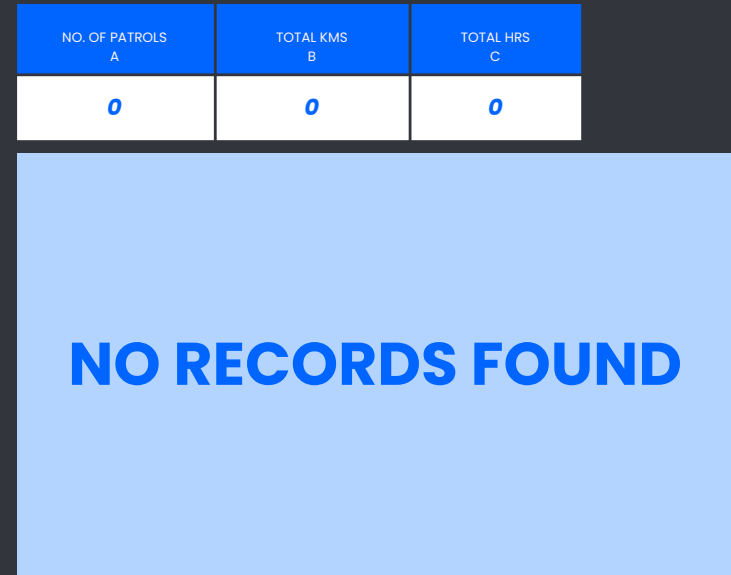 NO. OF PATROLS
A
TOTAL KMS
B
TOTAL HRS
C
0
0
0
NO RECORDS FOUND